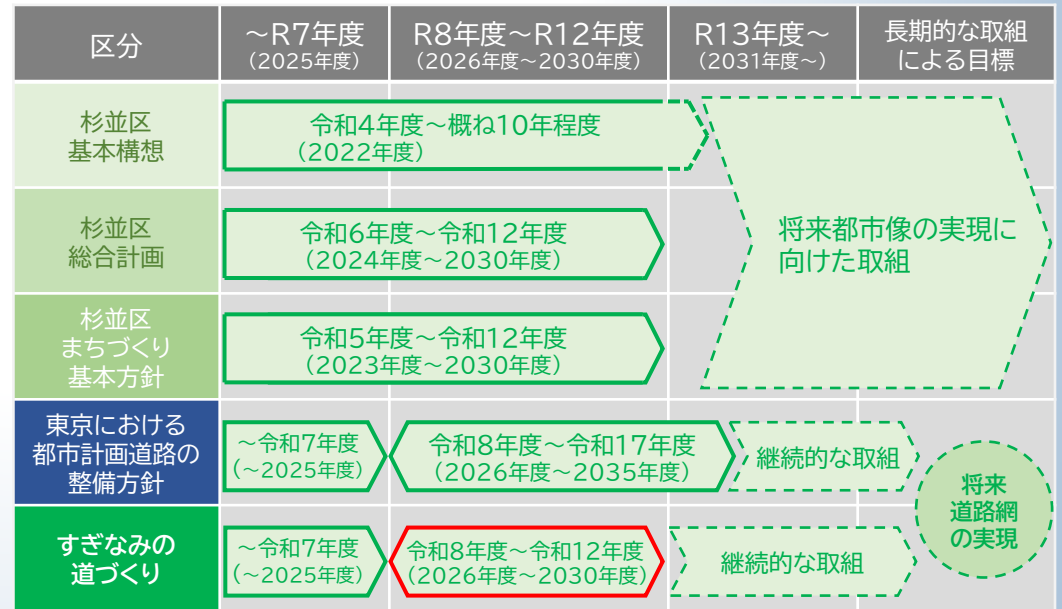 区分
～R7年度
(2025年度)
R8年度～R12年度
(2026年度～2030年度)
R13年度～
(2031年度～)
長期的な取組
による目標
杉並区
基本構想
令和4年度～概ね10年程度
(2022年度)
杉並区
総合計画
令和6年度～令和12年度
(2024年度～2030年度)
将来都市像の実現に
向けた取組
杉並区
まちづくり
基本方針
令和5年度～令和12年度
(2023年度～2030年度)
東京における
都市計画道路の
整備方針
～令和7年度
(～2025年度)
令和8年度～令和17年度
(2026年度～2035年度)
継続的な取組
将来
道路網
の実現
すぎなみの
道づくり
～令和7年度
(～2025年度)
令和8年度～令和12年度
(2026年度～2030年度)
継続的な取組